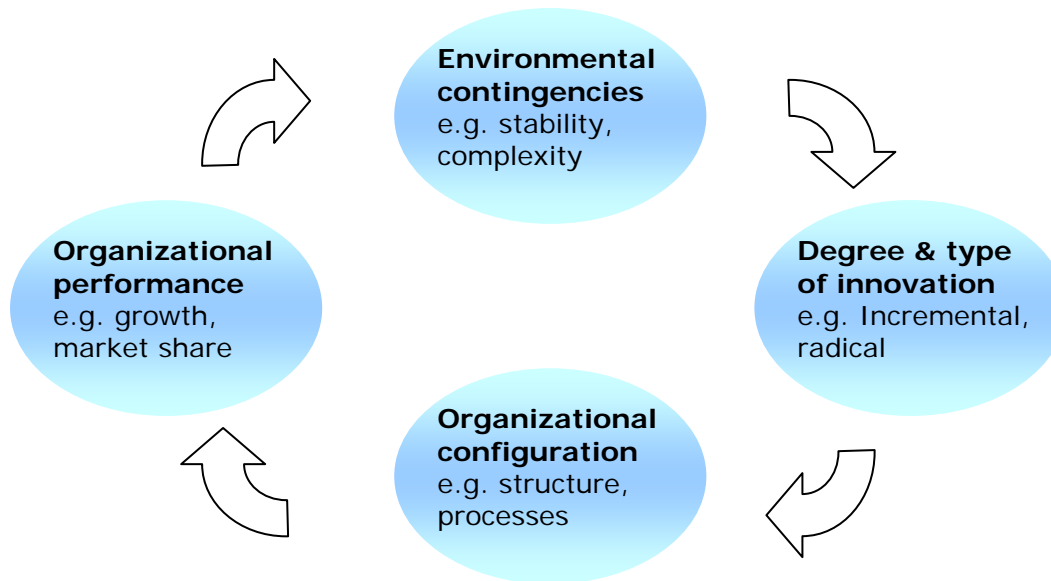 Environmental
contingencies
e.g. stability,
complexity
Organizational
performance
e.g. growth,
market share
Degree & type
of innovation
e.g. Incremental,
radical
Organizational
configuration
e.g. structure,
processes